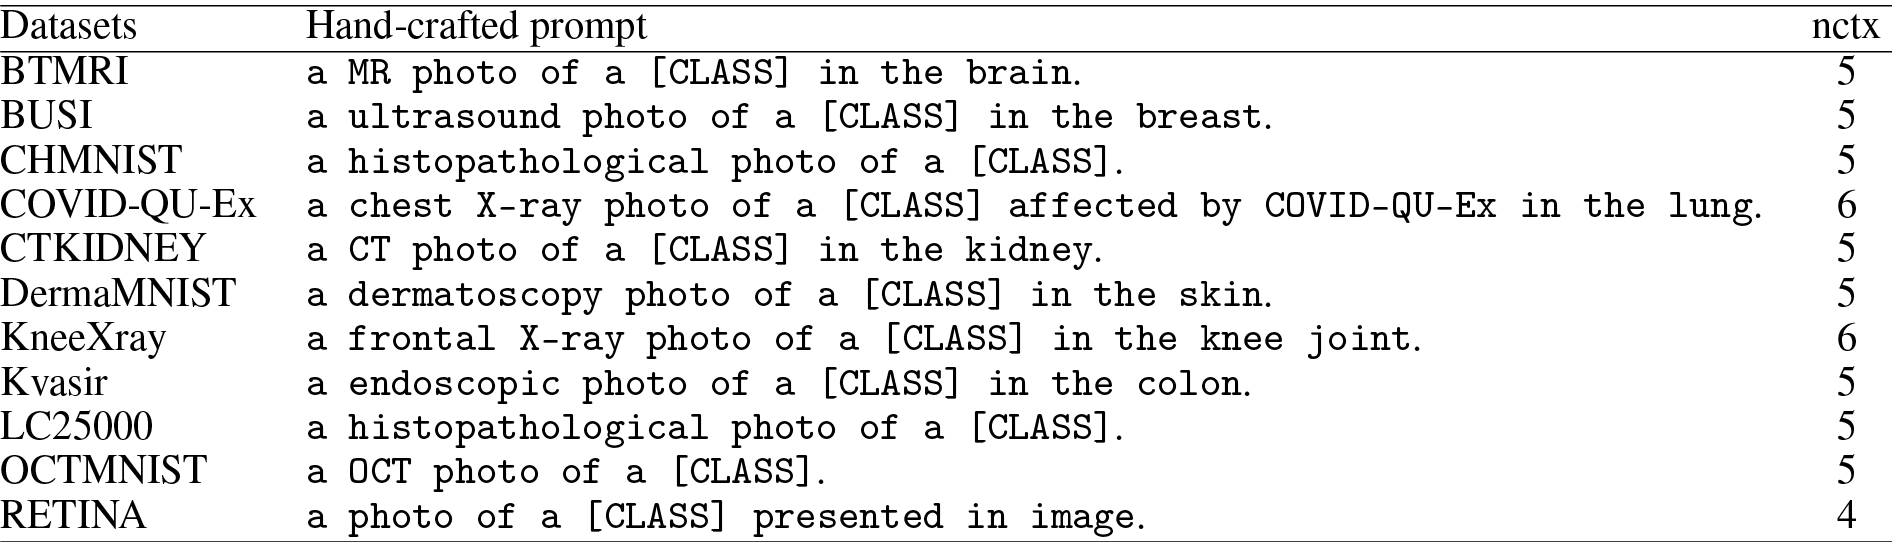 Datasets Hand-crafted prompt nctx
BTMRI a MR photo of a [CLASS] in the brain. 5
BUSI a ultrasound photo of a [CLASS] in the breast. 5
CHMNIST a histopathological photo of a [CLASS]. 5
COVID-QU-Ex a chest X-ray photo of a [CLASS] affected by COVID-QU-Ex in the lung. 6
CTKIDNEY a CT photo of a [CLASS] in the kidney. 5
DermaMNIST a dermatoscopy photo of a [CLASS] in the skin. 5
KneeXray a frontal X-ray photo of a [CLASS] in the knee joint. 6
Kvasir a endoscopic photo of a [CLASS] in the colon. 5
LC25000 a histopathological photo of a [CLASS]. 5
OCTMNIST a OCT photo of a [CLASS]. 5
RETINA a photo of a [CLASS] presented in image. 4